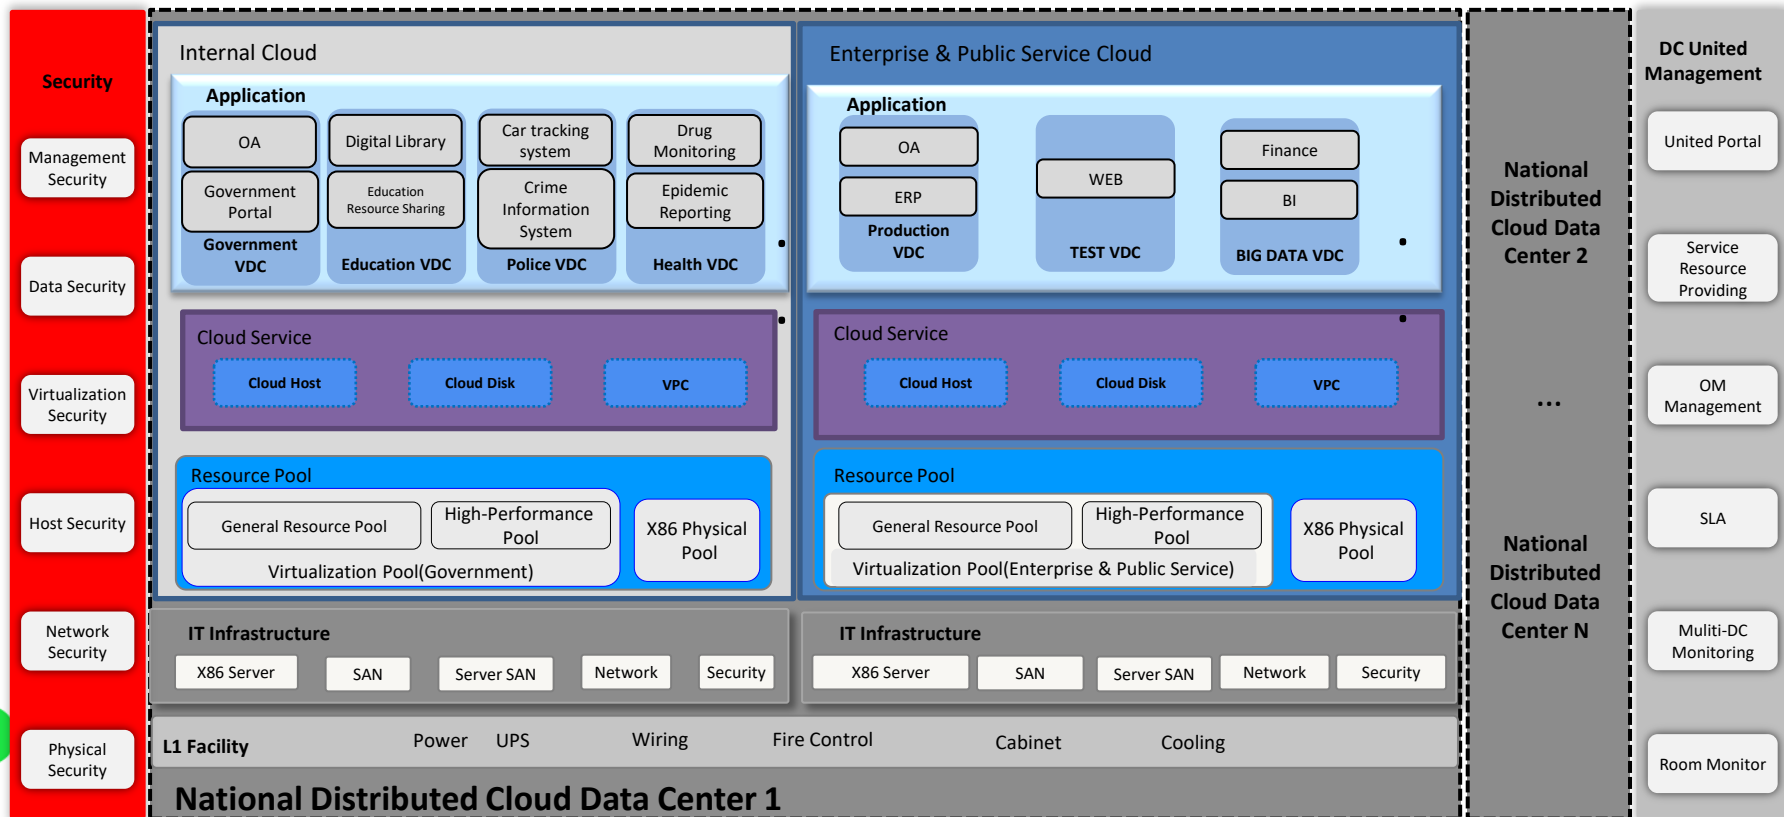 Security
Management
Security
Data Security
Virtualization
Security
Host Security
Network
Security
Physical
Security
Internal Cloud
Application
OA
Government
Portal
Government
VDC
Digital Library
Education
Resource Sharing
Education VDC
Car tracking
system
Crime
Information
System
Police VDC
Drug
Monitoring
Epidemic
Reporting
Health VDC
Cloud Service
Cloud Host
Cloud Disk
VPC
Resource Pool
General Resource Pool
High-Performance
Pool
Virtualization Pool(Government)
X86 Physical
Pool
Enterprise & Public Service Cloud
Application
OA
ERP
Production
VDC
WEB
TEST VDC
Finance
BI
BIG DATA VDC
Cloud Service
Cloud Host
Cloud Disk
VPC
Resource Pool
General Resource Pool
High-Performance
Pool
Virtualization Pool(Enterprise & Public Service)
X86 Physical
Pool
IT Infrastructure
X86 Server
SAN
Server SAN
Network
Security
IT Infrastructure
X86 Server
SAN
Server SAN
Network
Security
L1 Facility
Power
UPS
Wiring
Fire Control
Cabinet
Cooling
National Distributed Cloud Data Center 1
National
Distributed
Cloud Data
Center 2
...
National
Distributed
Cloud Data
Center N
DC United
Management
United Portal
Service
Resource
Providing
OM
Management
SLA
Muliti-DC
Monitoring
Room Monitor